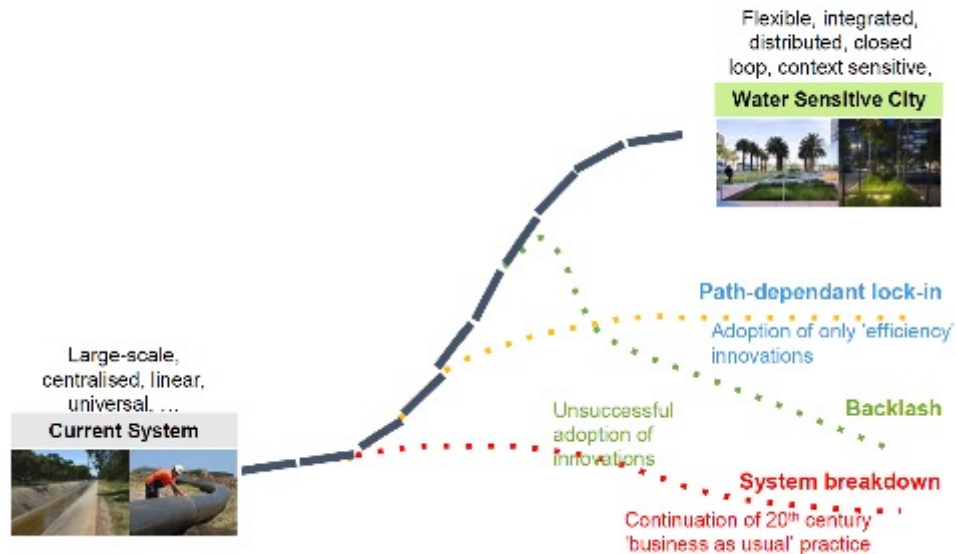 Flexible, integrated,
distributed, closed
loop, context sensitive,
Water Sensitive City
Path-dependant lock-in
Adoption of only 'efficiency'
innovations
Large-scale,
centralised, linear,
universal, ...
Current System
Unsuccessful
adoption of
innovations
Backlash
System breakdown
Continuation of 20th century
'business as usual' practice